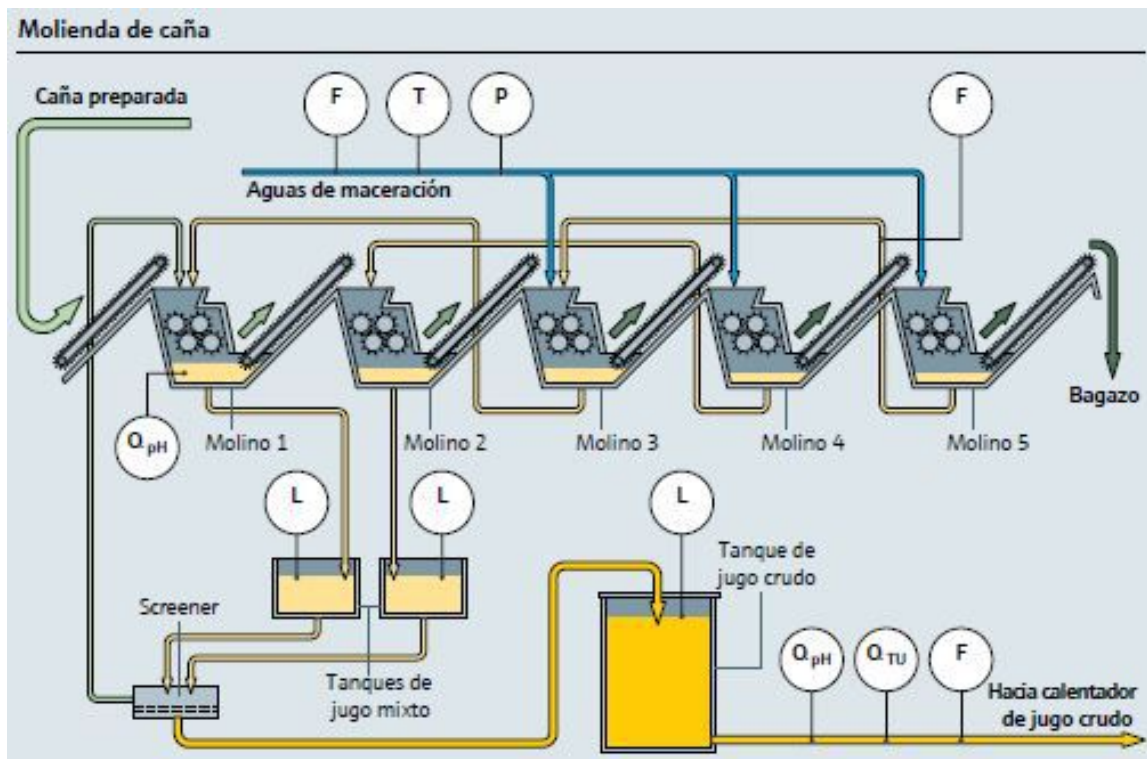 Molienda de caña
Caña preparada
F
T
P
F
Aguas de maceración
Bagazo
Q pH
Molino 1
Molino 2
Molino 3
Molino 4
Molino 5
L
L
L
Tanque de
jugo crudo
Screener
Tanques de
jugo mixto
Q pH
Q TU
F
Hacia calentador
de jugo crudo